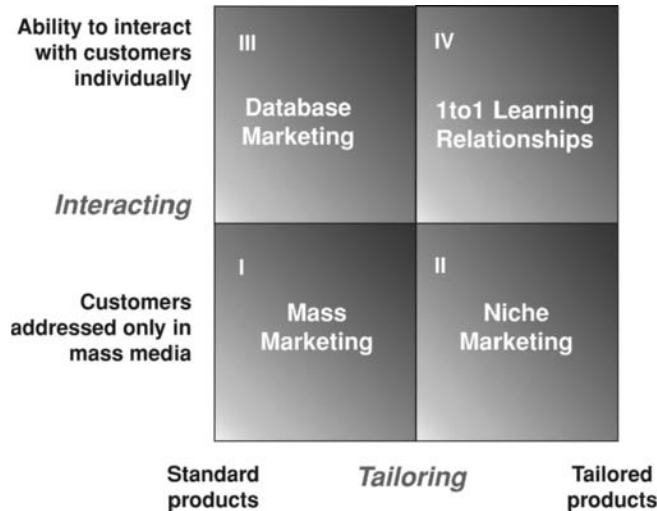 Ability to interact
with customers
individually
III
Database
Marketing
IV
1to1 Learning
Relationships
Interacting
Customers
addressed only in
mass media
I
Mass
Marketing
II
Niche
Marketing
Standard
products
Tailoring
Tailored
products